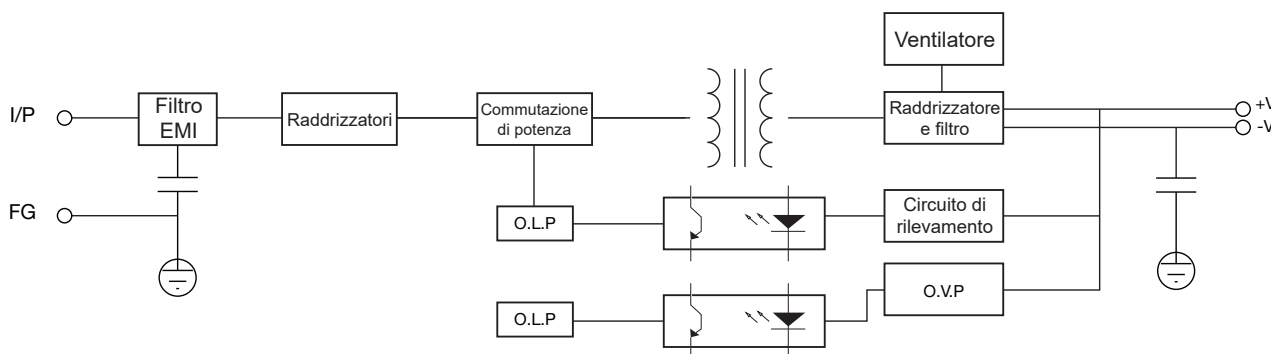 Ventilatore
I/P
Filtro
EMI
Raddrizzatori
Commutazione
di potenza
Raddrizzatore
e filtro
+V
-V
FG
O.L.P
Circuito di
rilevamento
O.L.P
O.V.P